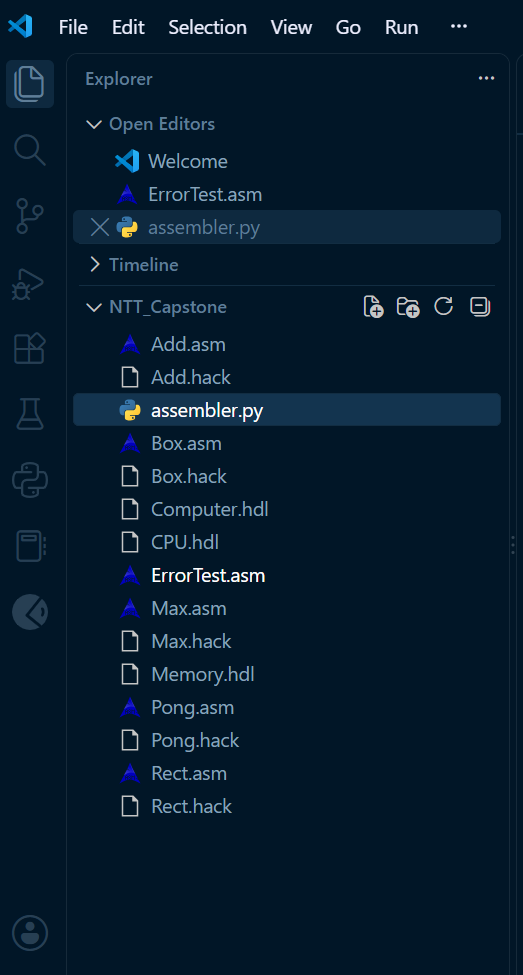 File Edit Selection View Go Run ...
Explorer ...
Open Editors
Welcome
ErrorTest.asm
assembler.py
Timeline
NTT_Capstone
Add.asm
Add.hack
assembler.py
Box.asm
Box.hack
Computer.hdl
CPU.hdl
ErrorTest.asm
Max.asm
Max.hack
Memory.hdl
Pong.asm
Pong.hack
Rect.asm
Rect.hack